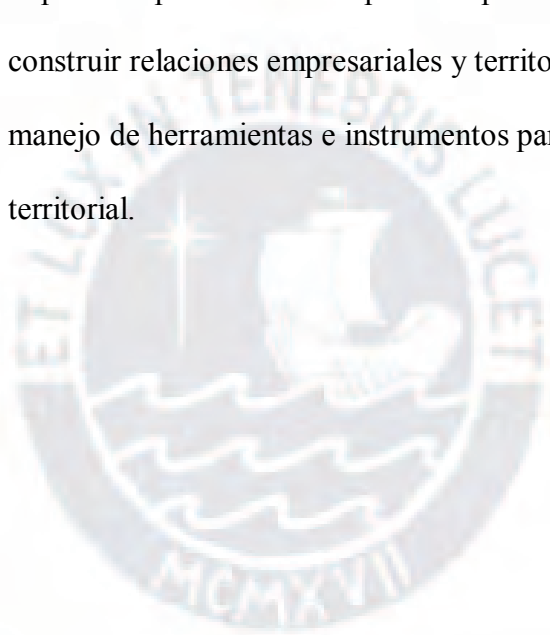 construir relaciones empresariales y territo
manejo de herramientas e instrumentos par
territorial.
ET LUX IN TENEBRIS LUCET
MCMXVII